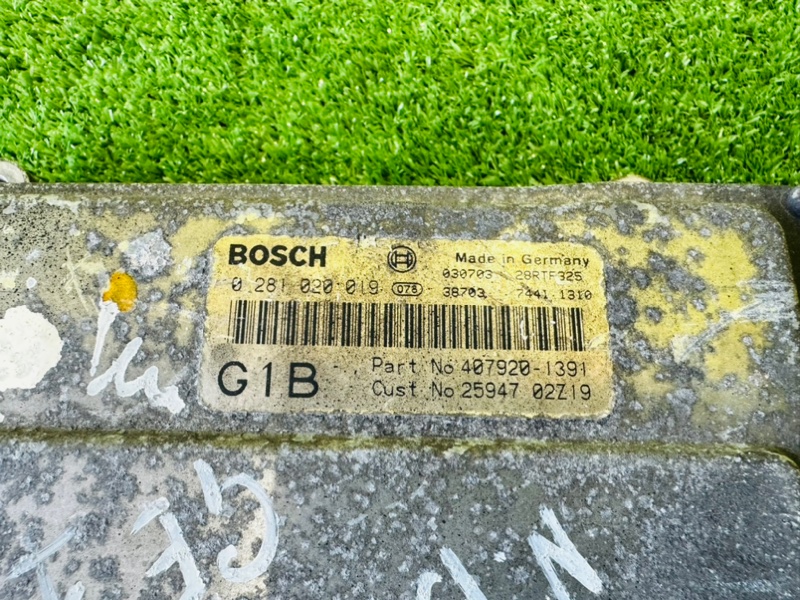 BOSCH Made in Germany
030703 28RTF325
0 281 020 019 078 38703 7441 1310
G1B
Part No 407920-1391
Cust No 25947 02Z19